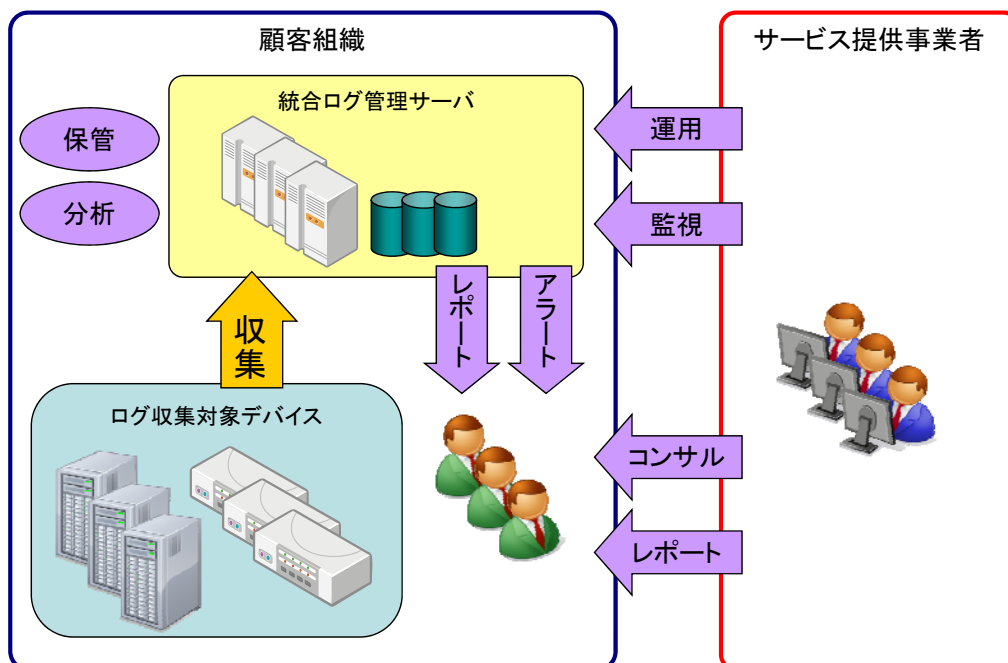 顧客組織
サービス提供事業者
統合ログ管理サーバ
保管
分析
運用
監視
レポート
アラート
収集
ログ収集対象デバイス
コンサル
レポート